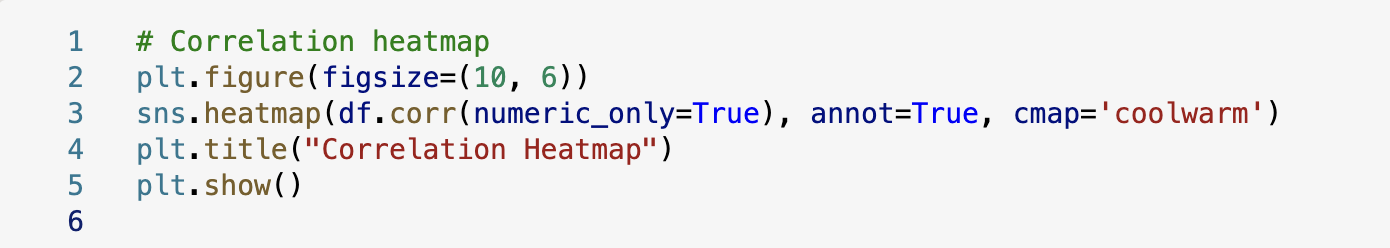 1 # Correlation heatmap
2 plt.figure(figsize=(10, 6))
3 sns.heatmap(df.corr(numeric_only=True), annot=True, cmap='coolwarm')
4 plt.title("Correlation Heatmap")
5 plt.show()
6